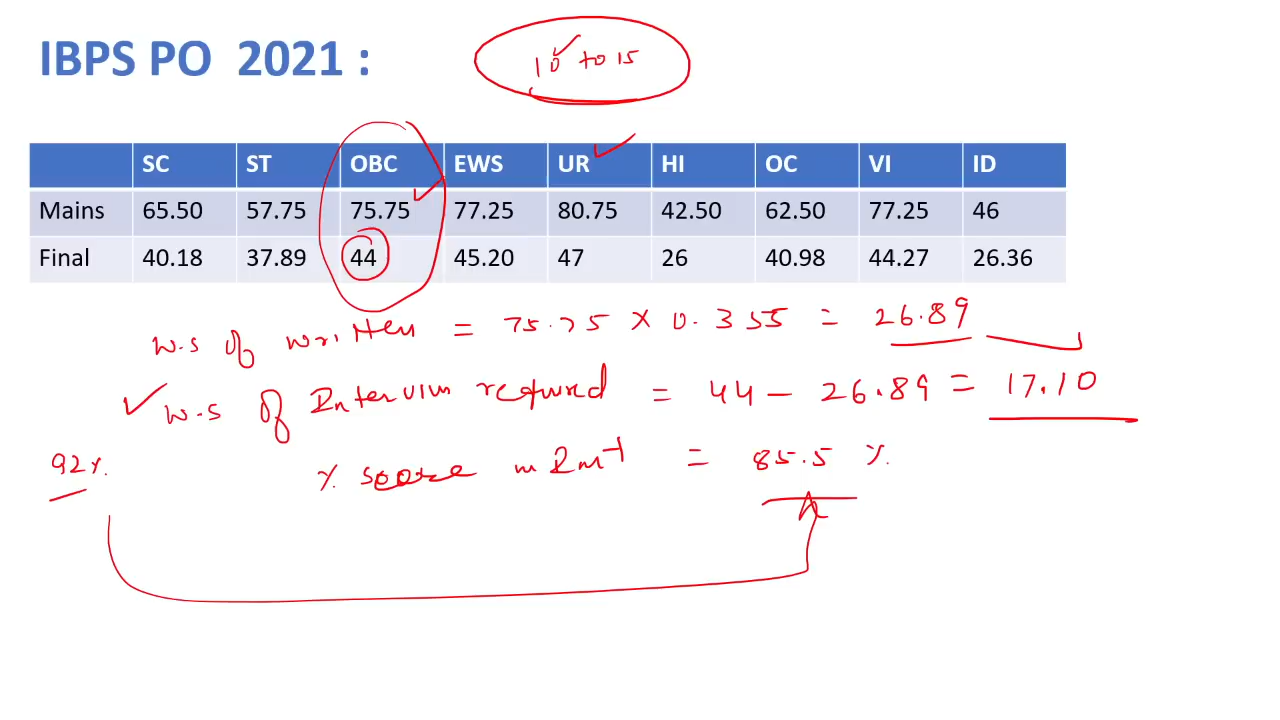 IBPS PO 2021 :
10 to 15
SC ST OBC EWS UR HI OC VI ID
Mains 65.50 57.75 75.75 77.25 80.75 42.50 62.50 77.25 46
Final 40.18 37.89 44 45.20 47 26 40.98 44.27 26.36
W.S of written = 75.75 X 0.355 = 26.89
W.S of Interview required = 44 - 26.89 = 17.10
92%
% score in = 85.5 %